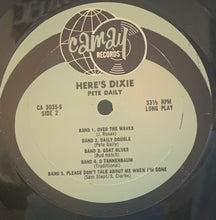 camay
RECORDS
HERE'S DIXIE
PETE DAILY
CA 3035-S
SIDE 2
33⅓ RPM
LONG PLAY
BAND 1. OVER THE WAVES
(J. Rosas)
BAND 2. DAILY DOUBLE
(Pete Daily)
BAND 3. GOAT BLUES
(Bud Hatch)
BAND 4. O TANNENBAUM
(Traditional)
BAND 5. PLEASE DON'T TALK ABOUT ME WHEN I'M GONE
(Sam Stept/S. Clarke)